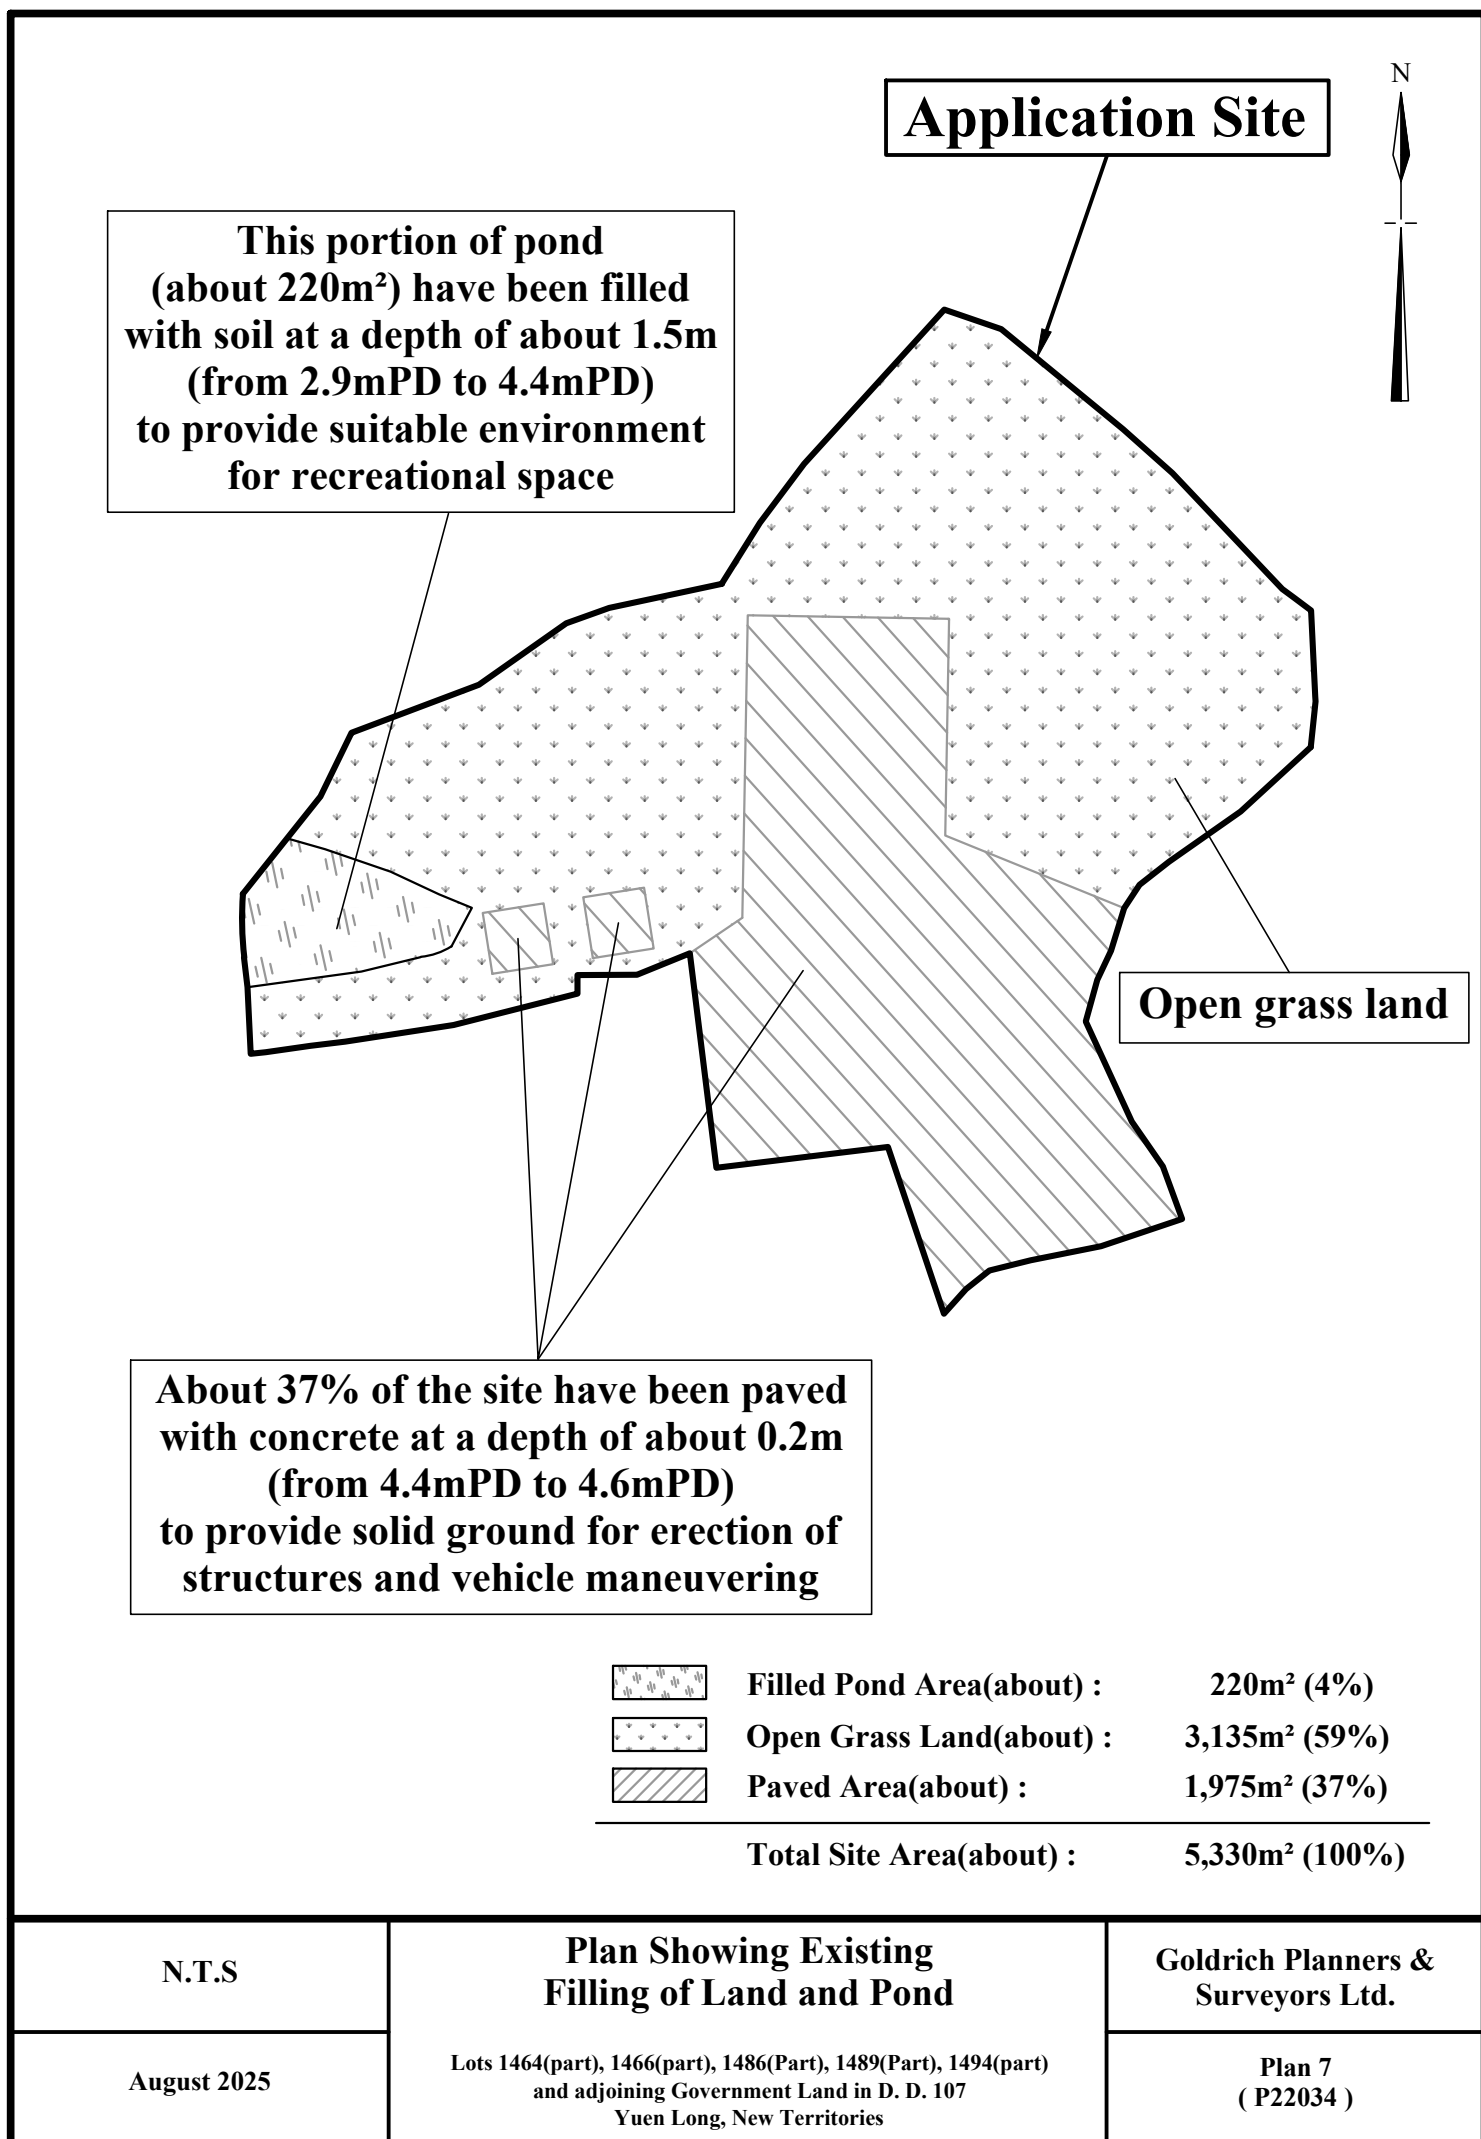 N
Application Site
This portion of pond
(about 220m²) have been filled
with soil at a depth of about 1.5m
(from 2.9mPD to 4.4mPD)
to provide suitable environment
for recreational space
Open grass land
About 37% of the site have been paved
with concrete at a depth of about 0.2m
(from 4.4mPD to 4.6mPD)
to provide solid ground for erection of
structures and vehicle maneuvering
Filled Pond Area(about) : 220m² (4%)
Open Grass Land(about) : 3,135m² (59%)
Paved Area(about) : 1,975m² (37%)
Total Site Area(about) : 5,330m² (100%)
N.T.S
August 2025
Plan Showing Existing
Filling of Land and Pond
Lots 1464(part), 1466(part), 1486(Part), 1489(Part), 1494(part)
and adjoining Government Land in D. D. 107
Yuen Long, New Territories
Goldrich Planners &
Surveyors Ltd.
Plan 7
( P22034 )